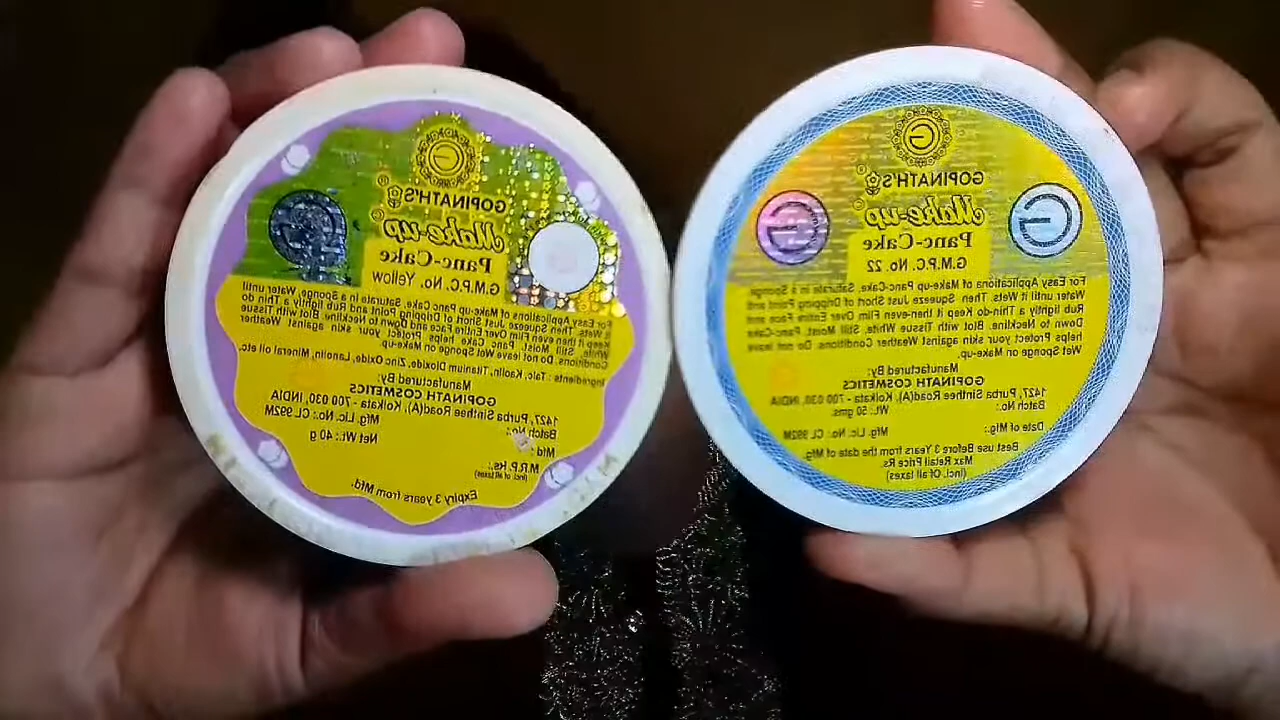 GOPINATH'S
Make-up
Panc-Cake
G.M.P.C. No. Yellow
For Easy Applications of Make-up Panc Cake, Saturate in a Sponge, Water until
it Wets, Then Squeeze Just Short of Dripping Point and Rub lightly a Thin do
Keep it then even Film Over Entire Face and Down to Neckline. Blot with Tissue
White, Still Moist, Panc Cake helps Protect your skin against Weather
Conditions. Do not leave Wet Sponge on Make-up.
Ingredients : Talc, Kaolin, Titanium Dioxide, Zinc Oxide, Lanolin, Mineral oil etc.
Manufactured By:
GOPINATH COSMETICS
1427, Purba Sinthee Road(A), Kolkata - 700 030, INDIA
Batch No.: Mfg. Lic. No.: CL 992M
Mfd : Net Wt.: 40 g
M.R.P Rs.:
(incl. of all taxes)
Expiry 3 years from Mfd.
GOPINATH'S
Make-up
Panc-Cake
G.M.P.C. No. 22
For Easy Applications of Make-up Panc-Cake, Saturate in a Sponge,
Water until it Wets, Then Squeeze Just Short of Dripping Point and
Rub lightly a Thin-do Keep it then-even Film Over Entire Face and
Down to Neckline, Blot with Tissue White, Still Moist, Panc-Cake
helps Protect your skin against Weather Conditions. Do not leave
Wet Sponge on Make-up.
Manufactured By:
GOPINATH COSMETICS
1427, Purba Sinthee Road(A), Kolkata - 700 030, INDIA
Batch No.: Wt.: 50 gms.
Date of Mfg.: Mfg. Lic. No.: CL 992M
Best use Before 3 Years from the date of Mfg.
Max Retail Price Rs.
(Incl. Of All taxes)